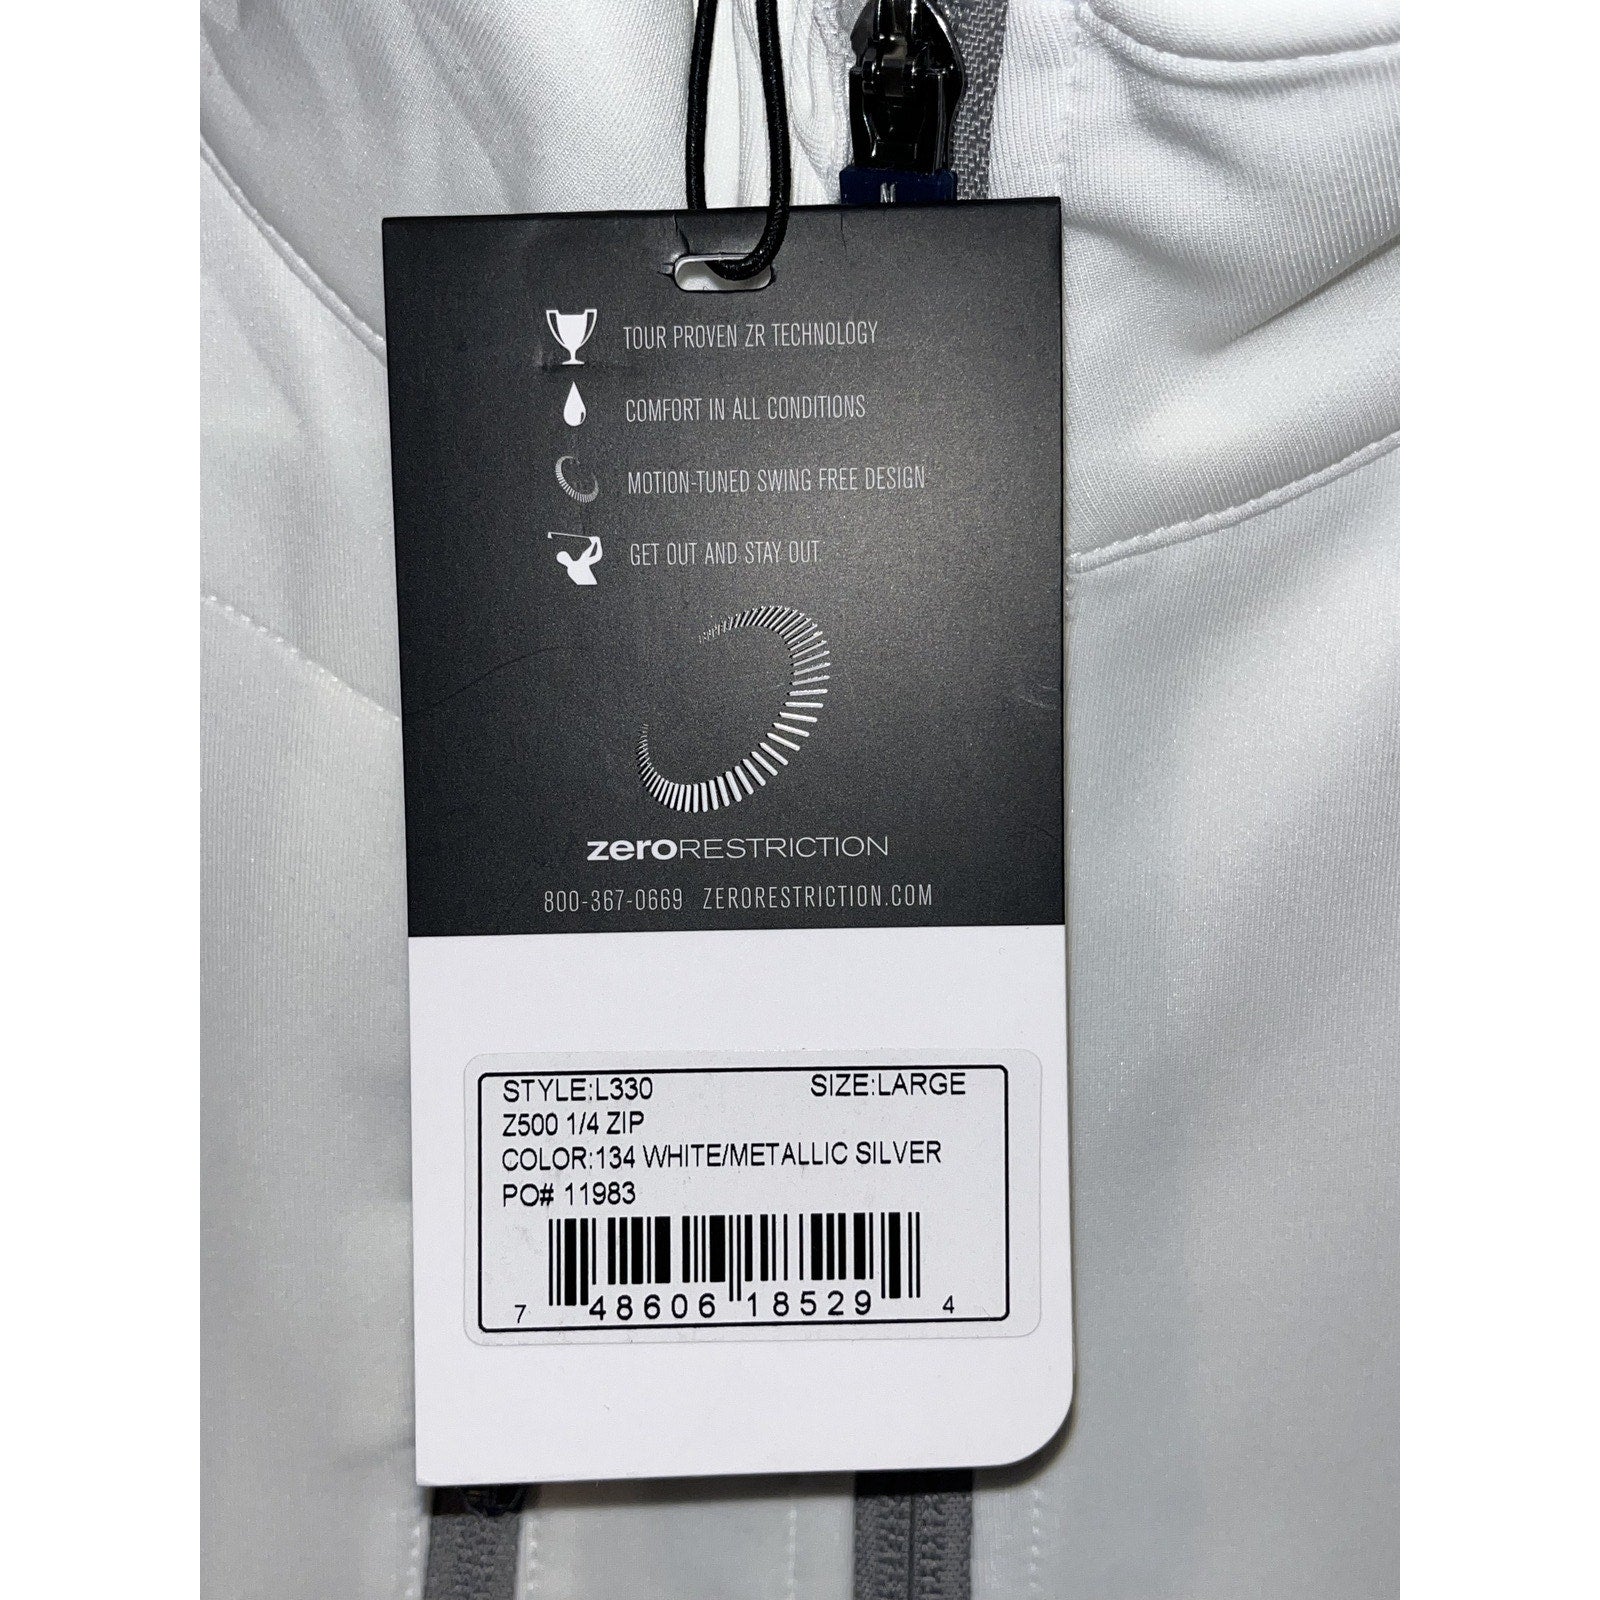 TOUR PROVEN ZR TECHNOLOGY
COMFORT IN ALL CONDITIONS
MOTION-TUNED SWING FREE DESIGN
GET OUT AND STAY OUT.
zeroRESTRICTION
800-367-0669 ZERORESTRICTION.COM
STYLE:L330 SIZE:LARGE
Z500 1/4 ZIP
COLOR:134 WHITE/METALLIC SILVER
PO# 11983
7 48606 18529 4